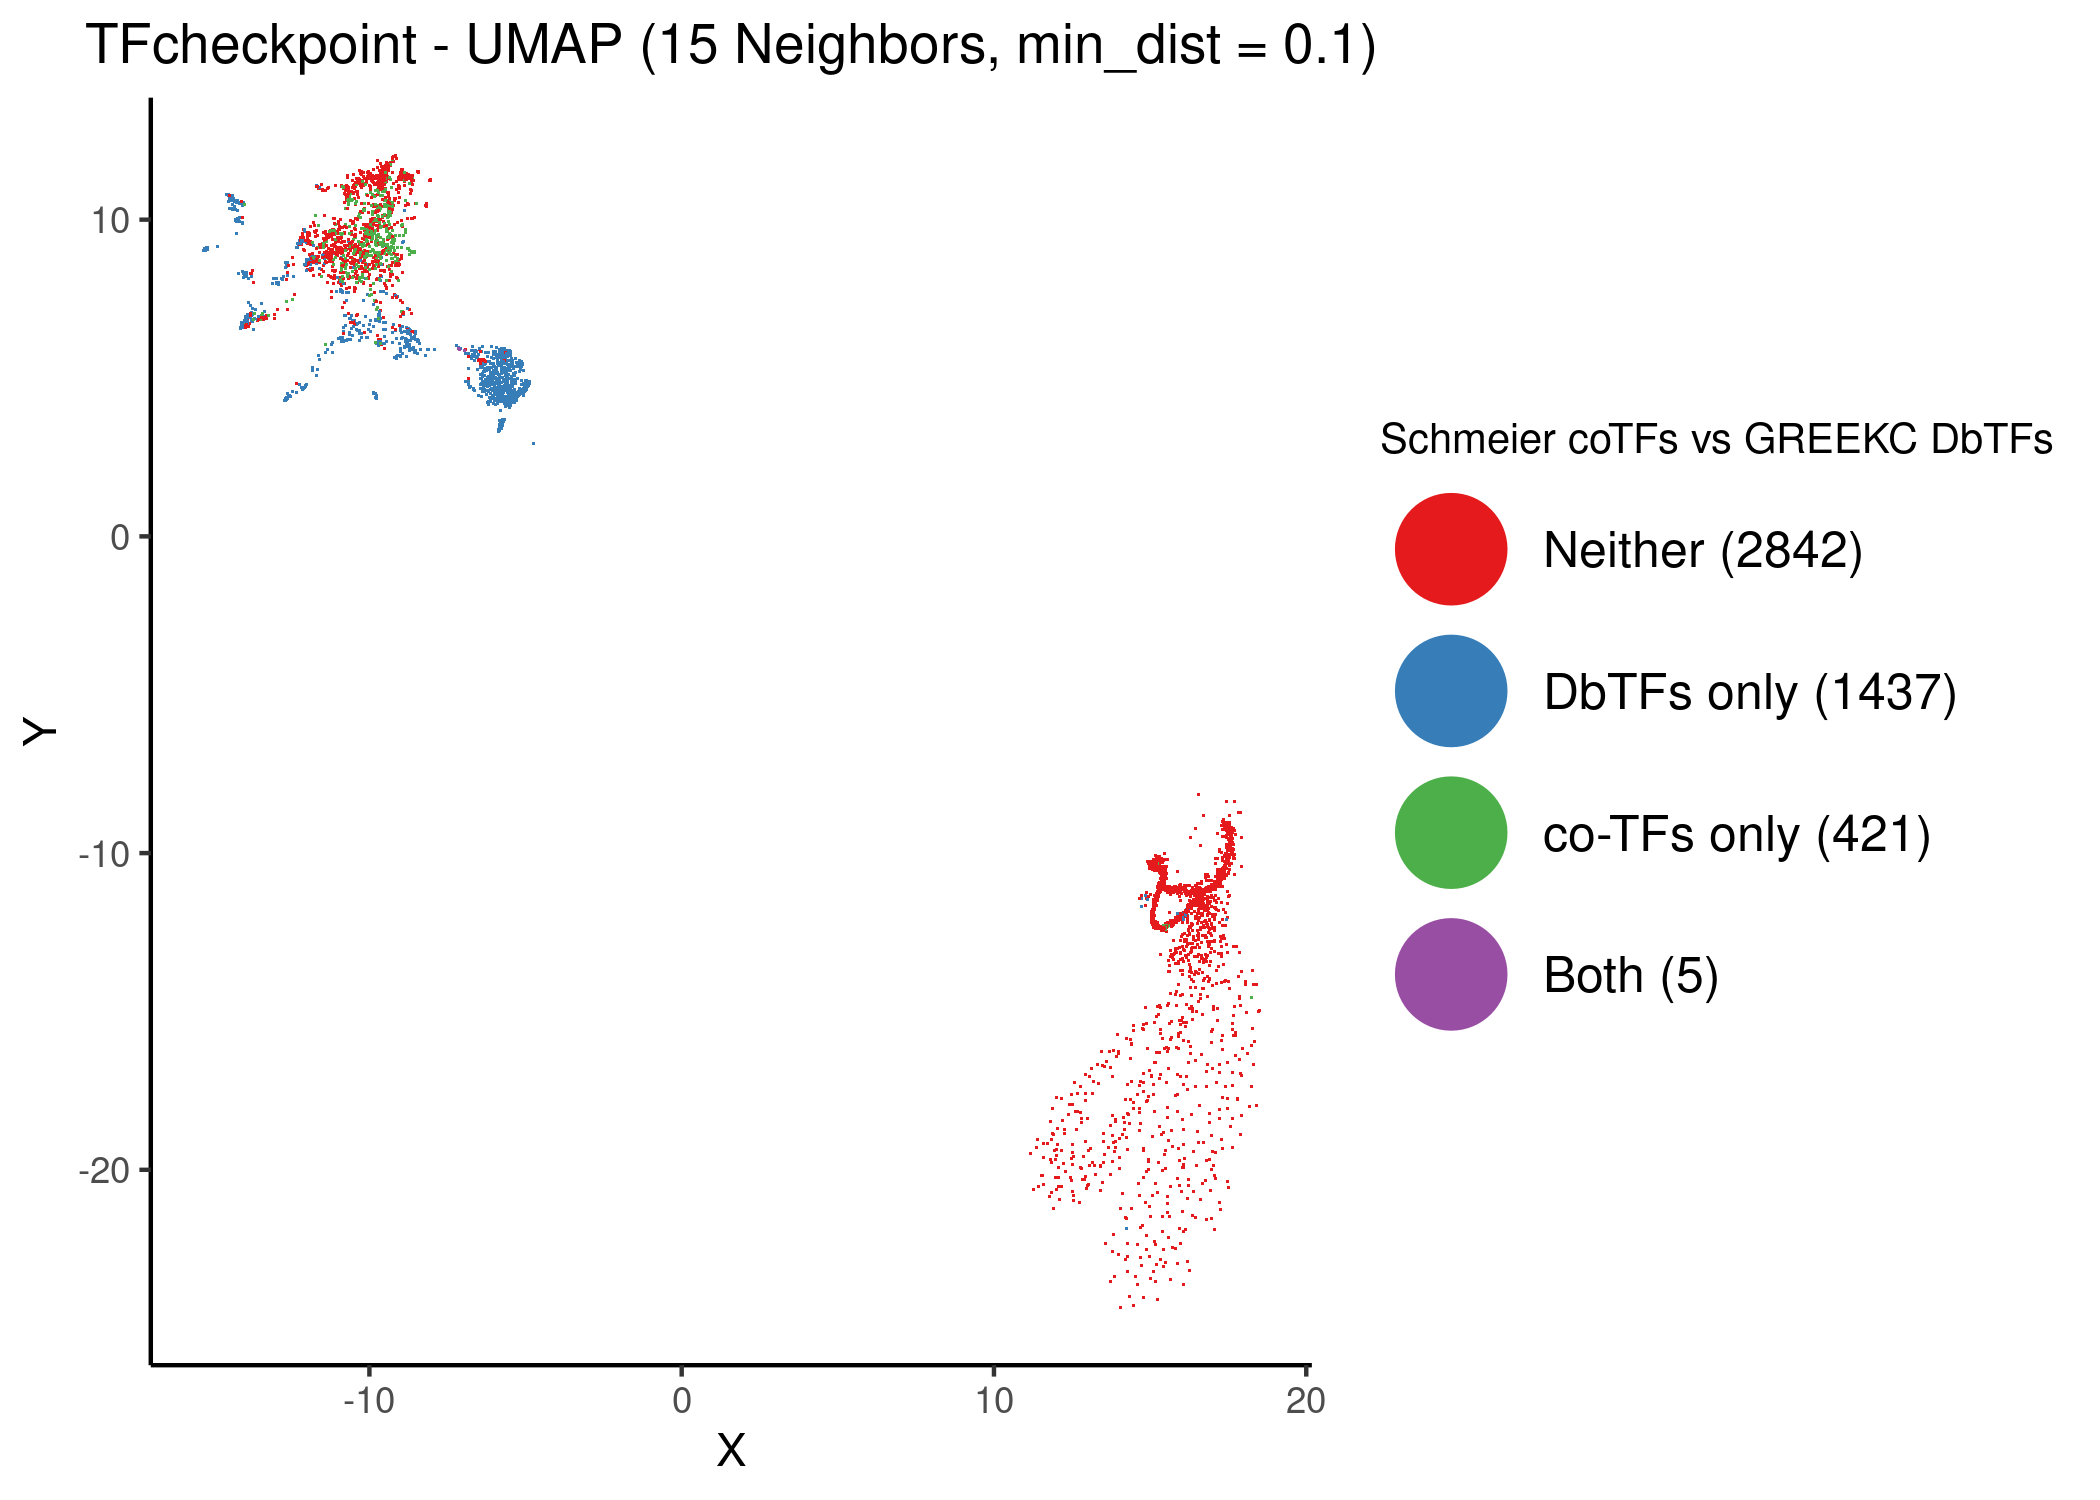 TFcheckpoint - UMAP (15 Neighbors, min_dist = 0.1)
10
0
-10
-20
Y
-10
0
10
20
X
Schmeier coTFs vs GREEKC DbTFs
Neither (2842)
DbTFs only (1437)
co-TFs only (421)
Both (5)